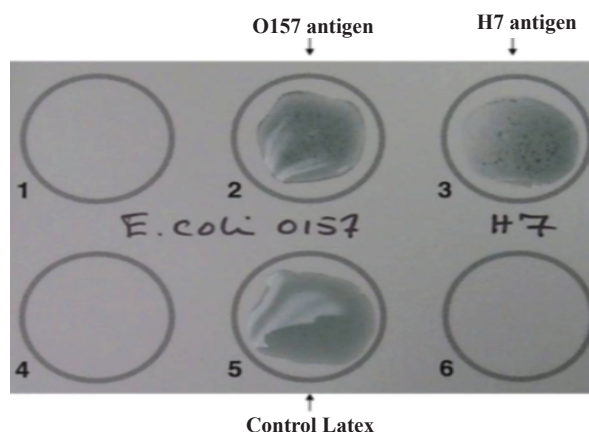 O157 antigen
H7 antigen
1
2
3
E. coli O157
H7
4
5
6
Control Latex